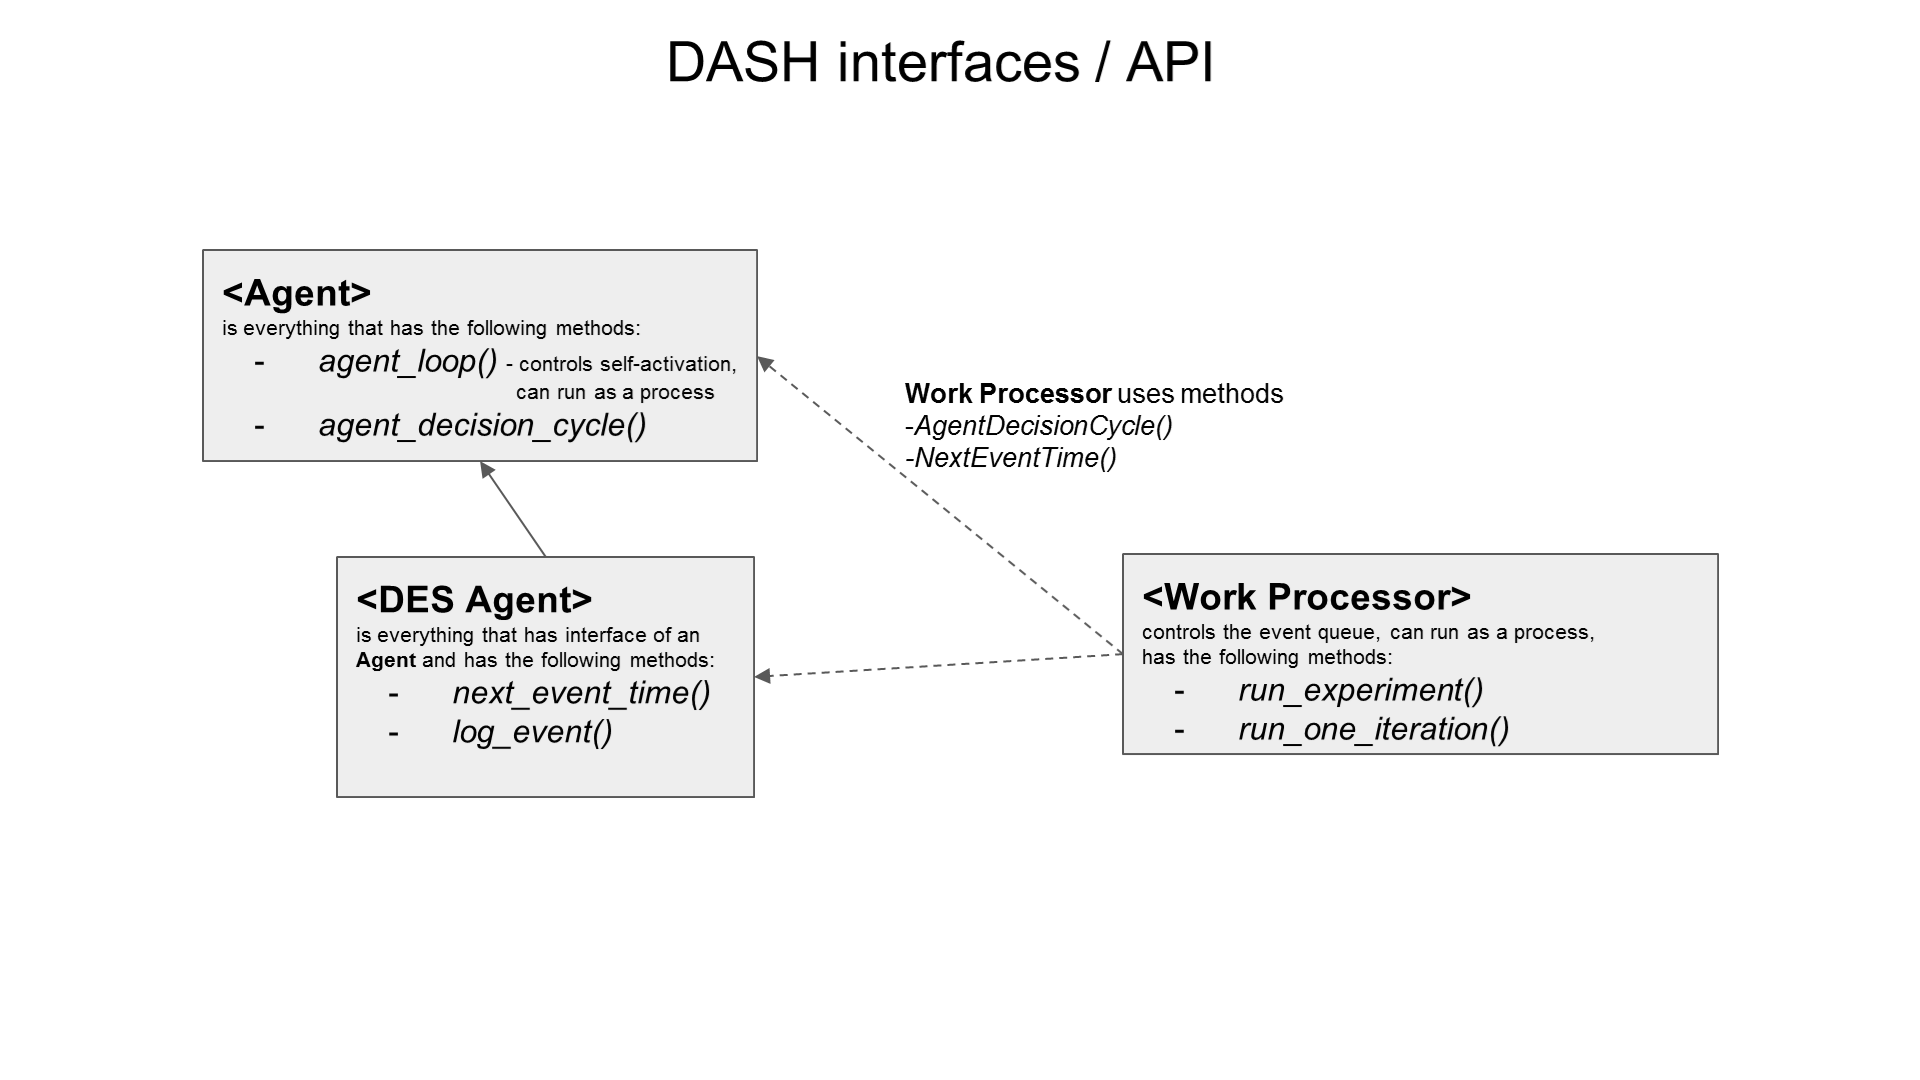 DASH interfaces / API
<Agent>
is everything that has the following methods:
- agent_loop() - controls self-activation,
can run as a process
- agent_decision_cycle()
Work Processor uses methods
-AgentDecisionCycle()
-NextEventTime()
<DES Agent>
is everything that has interface of an
Agent and has the following methods:
- next_event_time()
- log_event()
<Work Processor>
controls the event queue, can run as a process,
has the following methods:
- run_experiment()
- run_one_iteration()